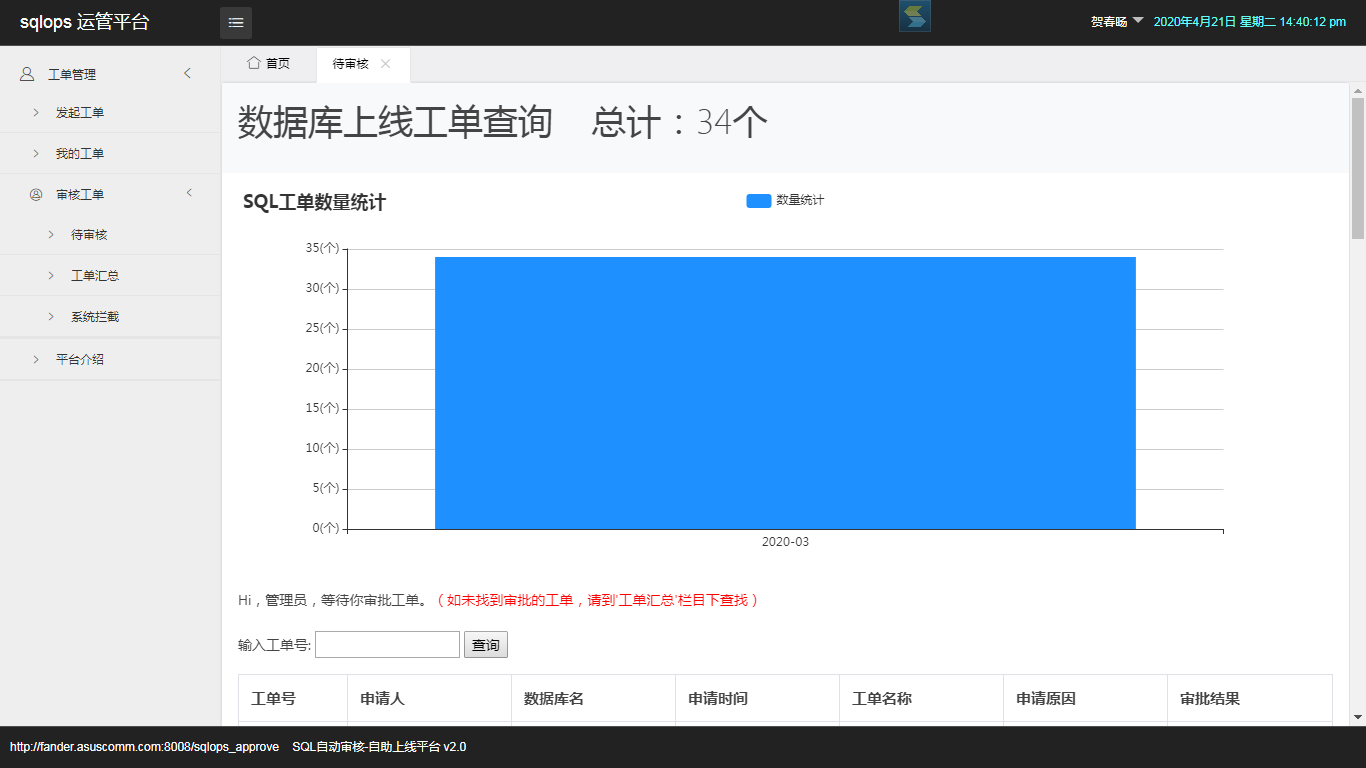 sqlops 运管平台
贺春旸 2020年4月21日 星期二 14:40:12 pm
工单管理
发起工单
我的工单
审核工单
待审核
工单汇总
系统拦截
平台介绍
首页 待审核
数据库上线工单查询 总计：34个
SQL工单数量统计
数量统计
35(个)
30(个)
25(个)
20(个)
15(个)
10(个)
5(个)
0(个)
2020-03
Hi，管理员，等待你审批工单。（如未找到审批的工单，请到'工单汇总'栏目下查找）
输入工单号: 查询
工单号 申请人 数据库名 申请时间 工单名称 申请原因 审批结果
http://fander.asuscomm.com:8008/sqlops_approve SQL自动审核-自助上线平台 v2.0